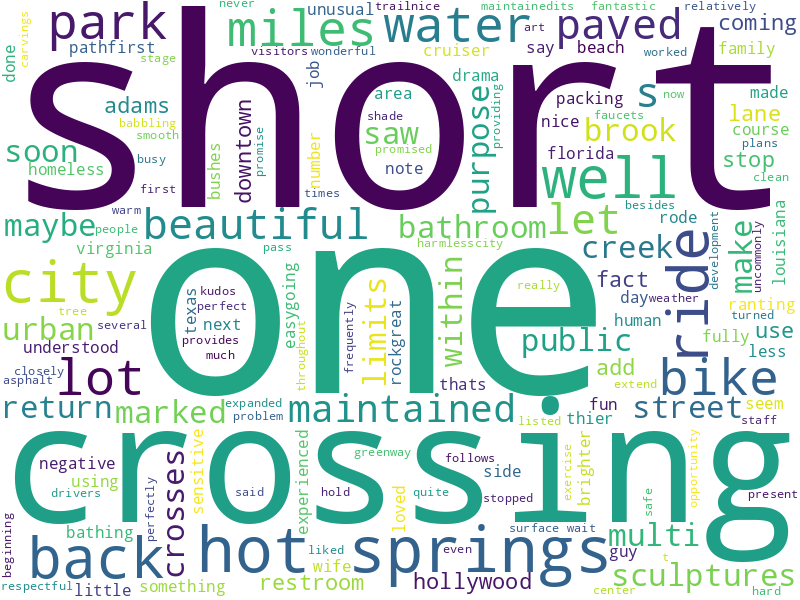 short
one
crossing
park
miles
water
paved
coming
trailnice
never
unusual
visitors
wonderful
art
maintainedits
fantastic
relatively
carvings
done
pathfirst
stage
job
cruiser
say
beach
worked
family
drama
packing
faucets
made
now
adams
babbling
smooth
busy
homeless
soon
first
bushes
downtown
promise
shade
area
saw
promised
note
number
times
purpose
providing
nice
florida
s
brook
lane
course
stop
plans
clean
well
besides
maybe
warm
people
beautiful
virginia
pass
bathroom
harmlesscity
let
creek
rode
make
development
uncommonly
louisiana
city
tree
several
urban
understood
closely
asphalt
texas
kudos
perfect
next
provides
much
easygoing
throughout
frequently
limits
rockgreat
within
really
public
fact
day
weather
human
ride
ranting
turned
fully
use
less
add
thats
lot
return
marked
expanded
problem
maintained
listed
fun
thier
extend
bike
street
seem
staff
negative
using
drivers
crosses
sensitive
experienced
greenway
said
hold
follows
quite
stopped
loved
side
exercise
brighter
safe
opportunity
present
beginning
bathing
perfectly
back
hot
springs
liked
even
surface
wait
multi
guy
respectful
little
something
restroom
wife
hollywood
sculptures
center
t
hard